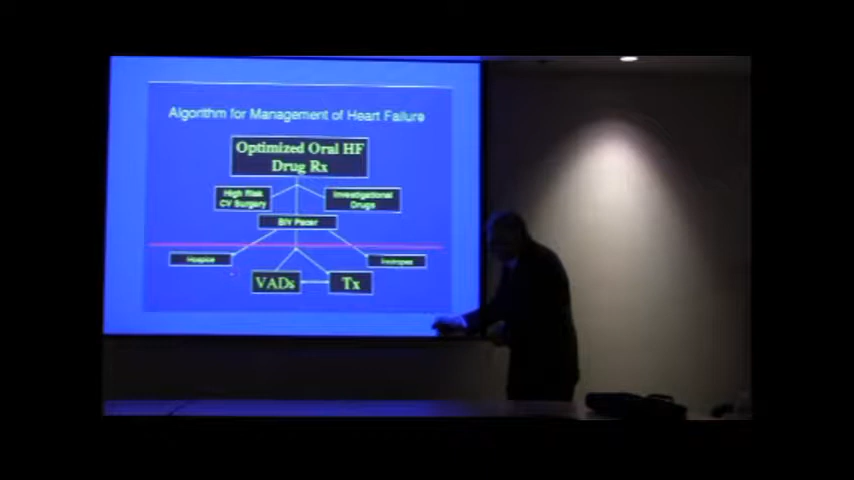 Algorithm for Management of Heart Failure
Optimized Oral HF
Drug Rx
High Risk
CV Surgery
Investigational
Drugs
BiV Pacer
Hospice
Inotropes
VADs
Tx